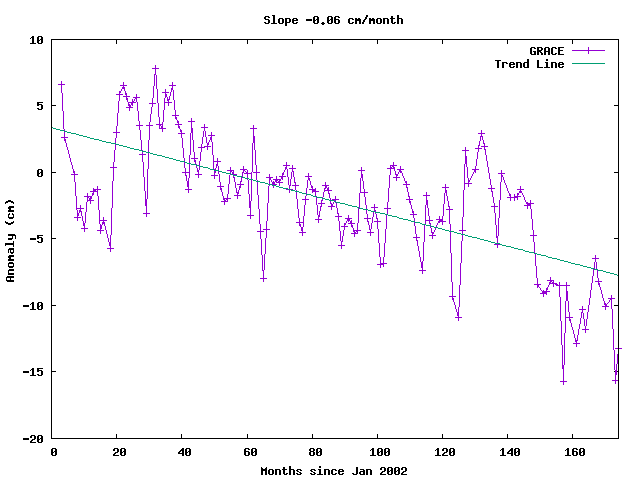 Slope -0.06 cm/month
GRACE
Trend Line
10
5
0
-5
-10
-15
-20
Anomaly (cm)
0 20 40 60 80 100 120 140 160
Months since Jan 2002